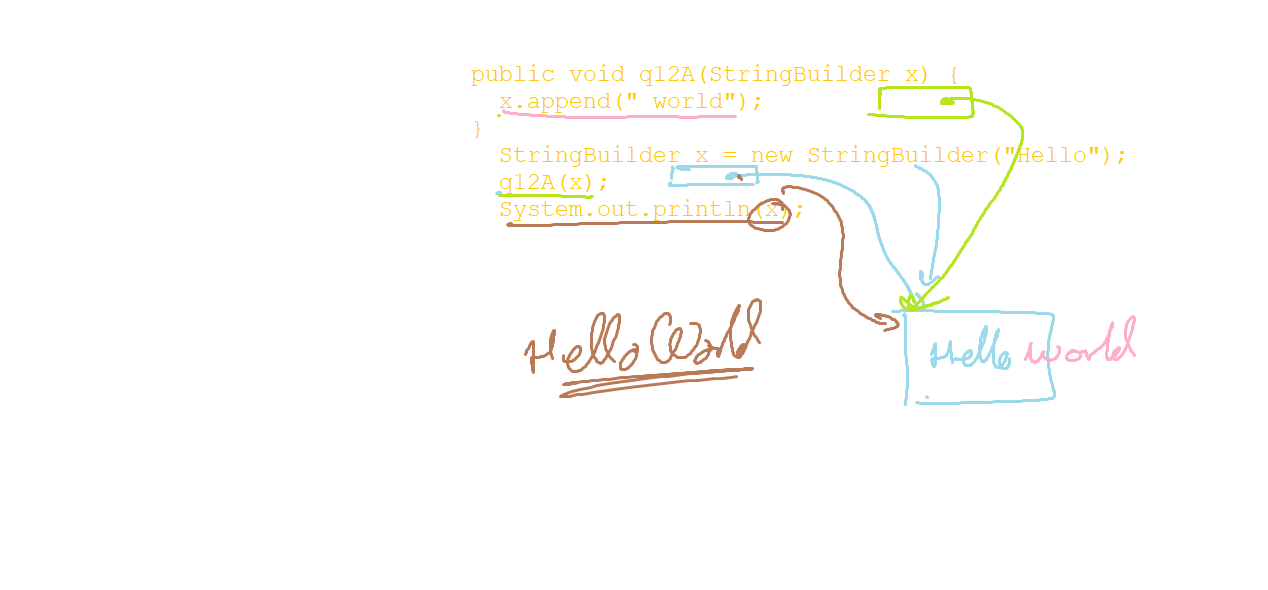 public void q12A(StringBuilder x) {
x.append(" world");
}
StringBuilder x = new StringBuilder("Hello");
q12A(x);
System.out.println(x);
Hello World
Hello world